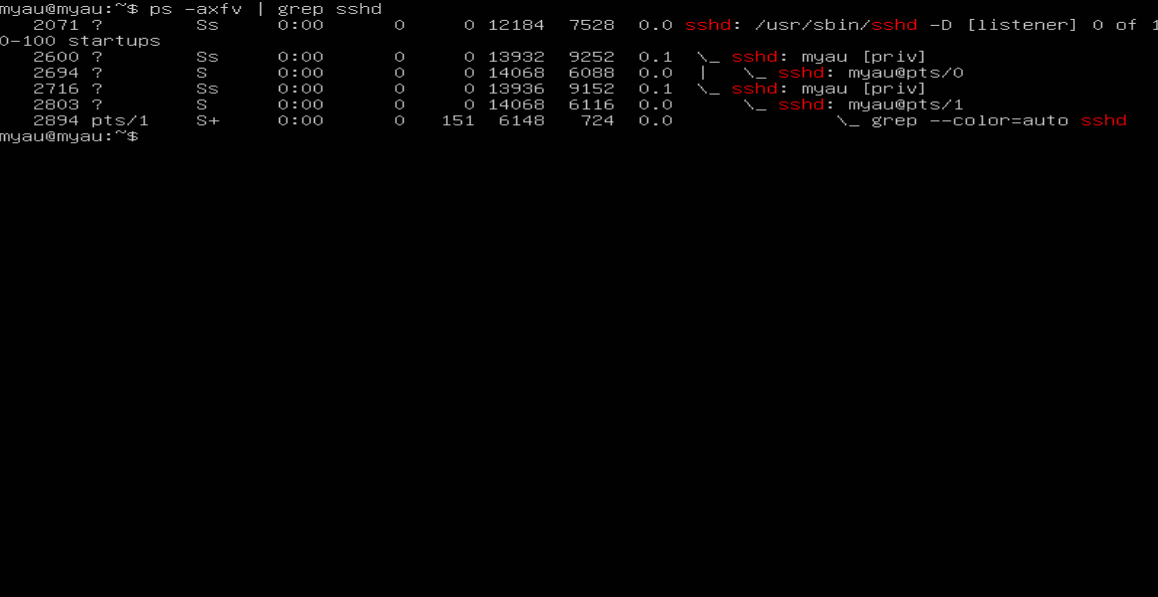 myau@myau:~$ ps -axfv | grep sshd
2071 ? Ss 0:00 0 0 12184 7528 0.0 sshd: /usr/sbin/sshd -D [listener] 0 of 1
0-100 startups
2600 ? Ss 0:00 0 0 13932 9252 0.1 \_ sshd: myau [priv]
2694 ? S 0:00 0 0 14068 6088 0.0 | \_ sshd: myau@pts/0
2716 ? Ss 0:00 0 0 13936 9152 0.1 \_ sshd: myau [priv]
2803 ? S 0:00 0 0 14068 6116 0.0 \_ sshd: myau@pts/1
2894 pts/1 S+ 0:00 0 151 6148 724 0.0 \_ grep --color=auto sshd
myau@myau:~$